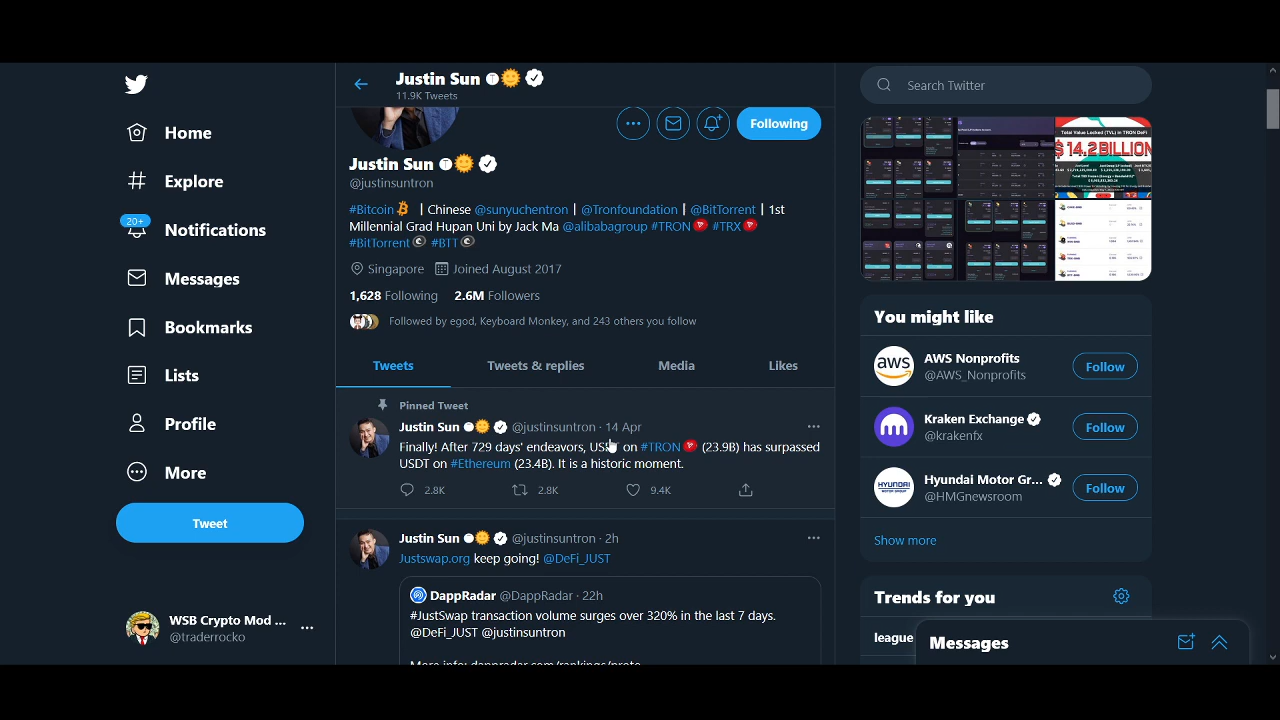 Justin Sun
11.9K Tweets
Following
Justin Sun
@justinsuntron
#Bitcoin Chinese @sunyuchentron | @Tronfoundation | @BitTorrent | 1st
Millennial Hupan Uni by Jack Ma @alibabagroup #TRON #TRX
#BitTorrent #BTT
Singapore Joined August 2017
1,628 Following 2.6M Followers
Followed by egod, Keyboard Monkey, and 243 others you follow
Tweets Tweets & replies Media Likes
Pinned Tweet
Justin Sun @justinsuntron · 14 Apr
Finally! After 729 days' endeavors, USDT on #TRON (23.9B) has surpassed
USDT on #Ethereum (23.4B). It is a historic moment.
2.8K 2.8K 9.4K
Justin Sun @justinsuntron · 2h
Justswap.org keep going! @DeFi_JUST
DappRadar @DappRadar · 22h
#JustSwap transaction volume surges over 320% in the last 7 days.
@DeFi_JUST @justinsuntron
More info: dappradar.com/rankings/proto
Home
Explore
20+
Notifications
Messages
Bookmarks
Lists
Profile
More
Tweet
WSB Crypto Mod ...
@traderrocko
Search Twitter
Total Value Locked (TVL) in TRON DeFi
$ 14.2BILLION
You might like
aws
AWS Nonprofits
@AWS_Nonprofits
Follow
Kraken Exchange
@krakenfx
Follow
HYUNDAI
Hyundai Motor Gr...
@HMGnewsroom
Follow
Show more
Trends for you
league
Messages